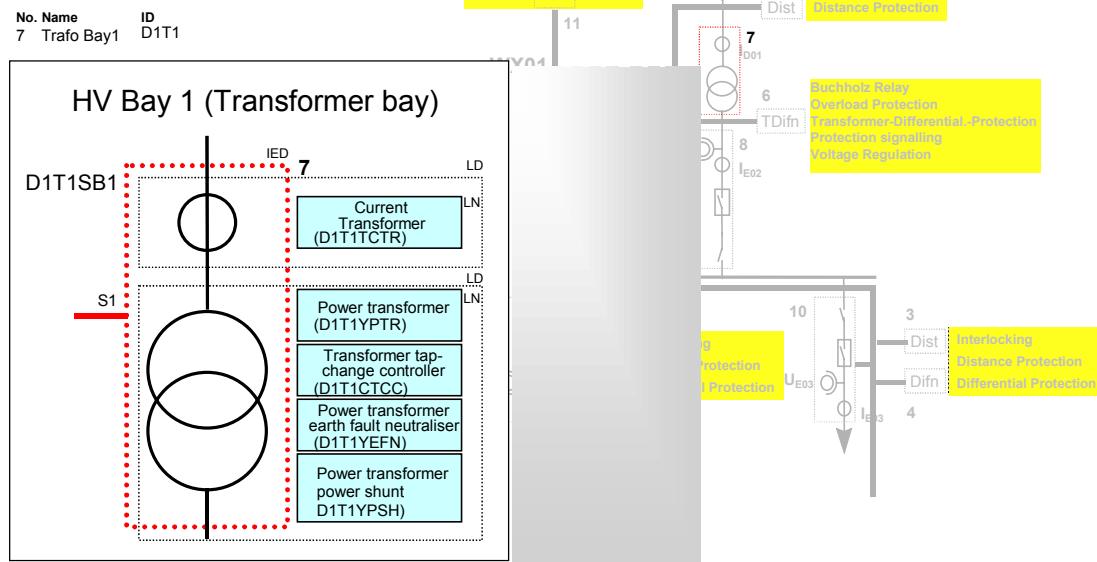 No. Name ID
7 Trafo Bay1 D1T1
HV Bay 1 (Transformer bay)
IED
7
LD
D1T1SB1
LN
Current
Transformer
(D1T1TCTR)
LD
S1
LN
Power transformer
(D1T1YPTR)
Transformer tap-
change controller
(D1T1CTCC)
Power transformer
earth fault neutraliser
(D1T1YEFN)
Power transformer
power shunt
D1T1YPSH)
11
Dist
Distance Protection
7
ID01
6
TDifn
Buchholz Relay
Overload Protection
Transformer-Differential.-Protection
Protection signalling
Voltage Regulation
8
IE02
10
3
Dist
Interlocking
Distance Protection
Difn
Differential Protection
UE03
IE03
4